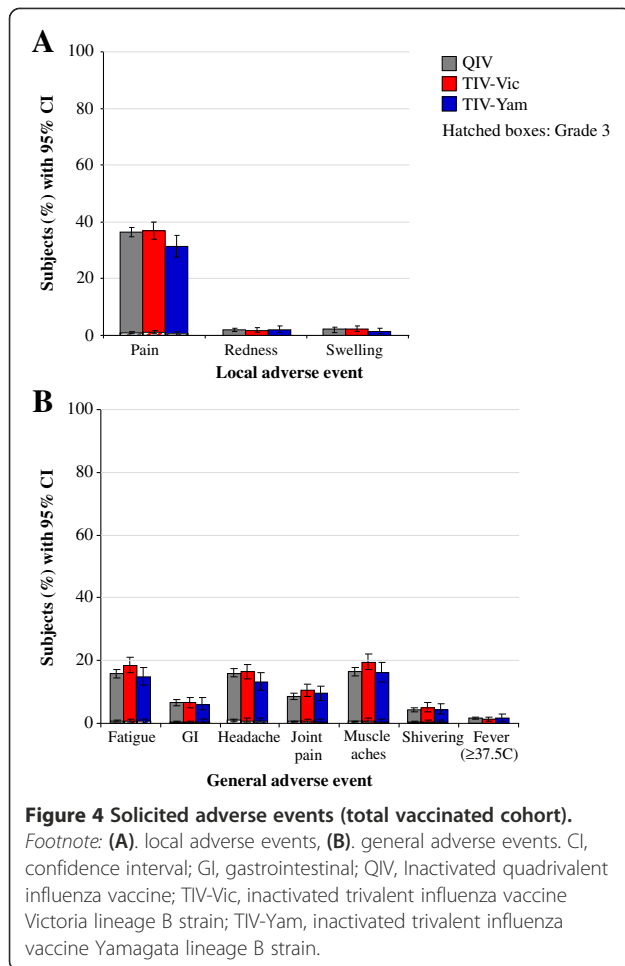 A
100
80
60
40
20
0
Subjects (%) with 95% CI
QIV
TIV-Vic
TIV-Yam
Hatched boxes: Grade 3
Pain Redness Swelling
Local adverse event
B
100
80
60
40
20
0
Subjects (%) with 95% CI
Fatigue GI Headache Joint pain Muscle aches Shivering Fever (≥37.5C)
General adverse event
Figure 4 Solicited adverse events (total vaccinated cohort).
Footnote: (A). local adverse events, (B). general adverse events. CI,
confidence interval; GI, gastrointestinal; QIV, Inactivated quadrivalent
influenza vaccine; TIV-Vic, inactivated trivalent influenza vaccine
Victoria lineage B strain; TIV-Yam, inactivated trivalent influenza
vaccine Yamagata lineage B strain.